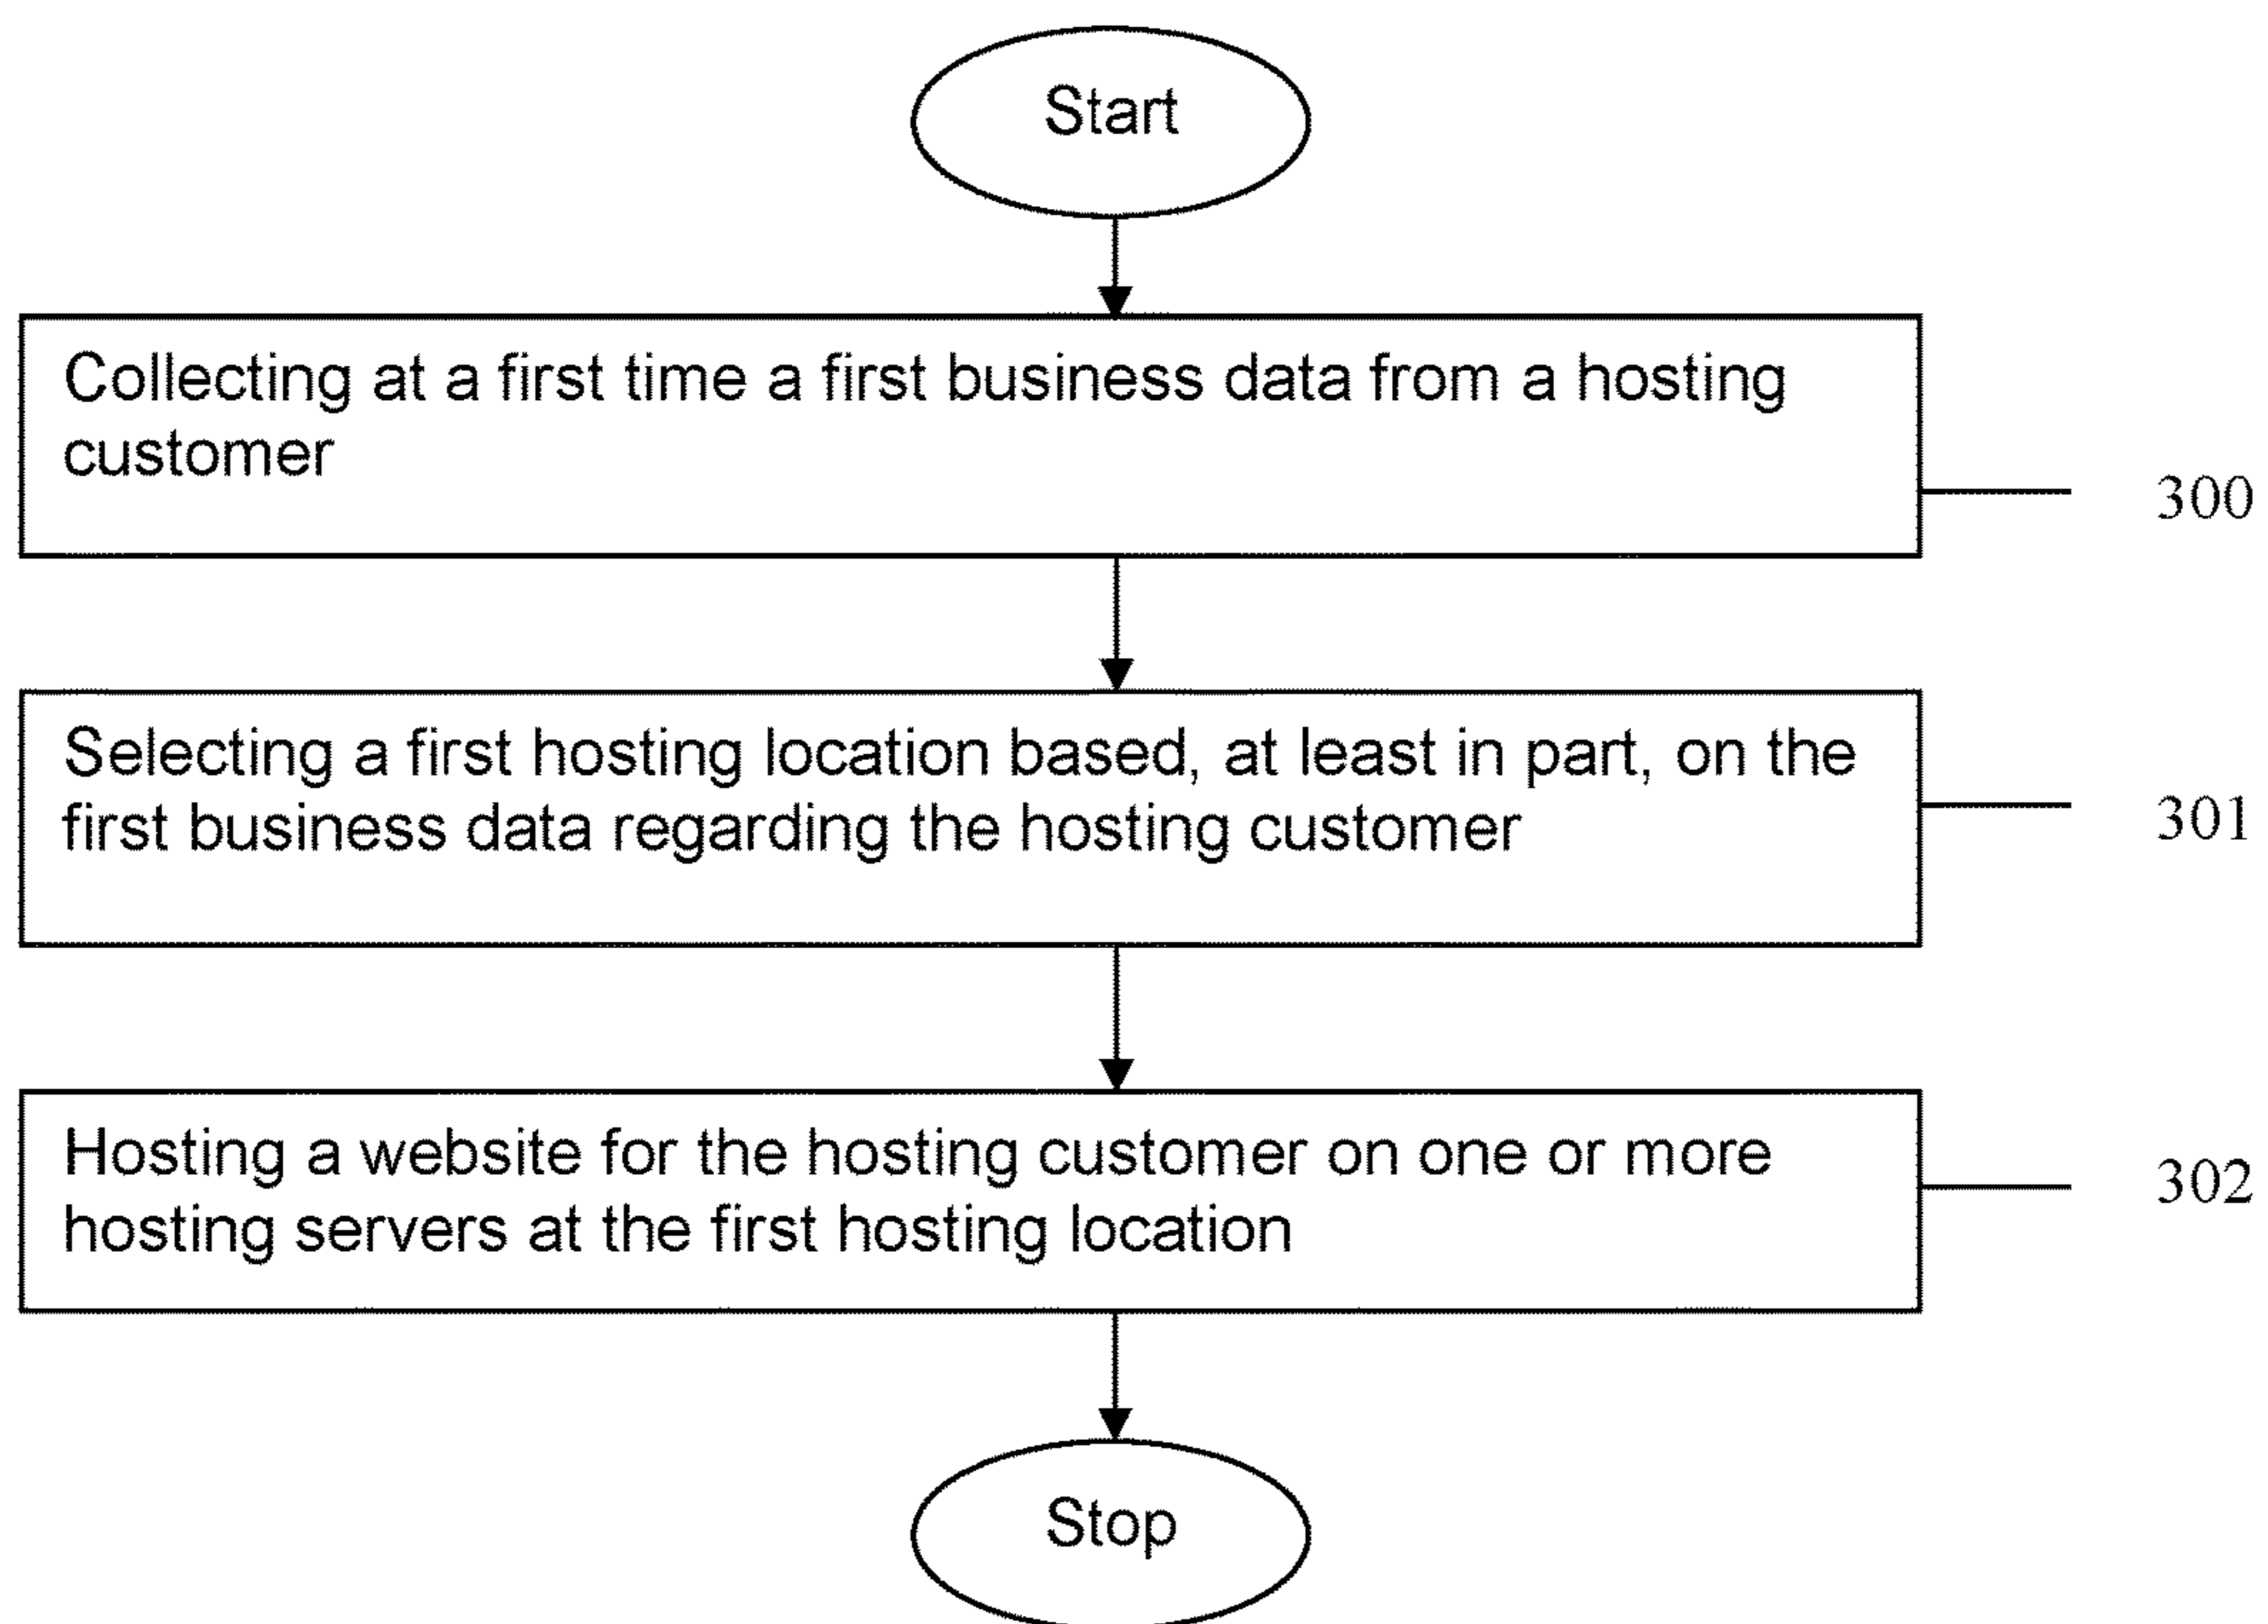 Start
Collecting at a first time a first business data from a hosting
customer
300
Selecting a first hosting location based, at least in part, on the
first business data regarding the hosting customer
301
Hosting a website for the hosting customer on one or more
hosting servers at the first hosting location
302
Stop